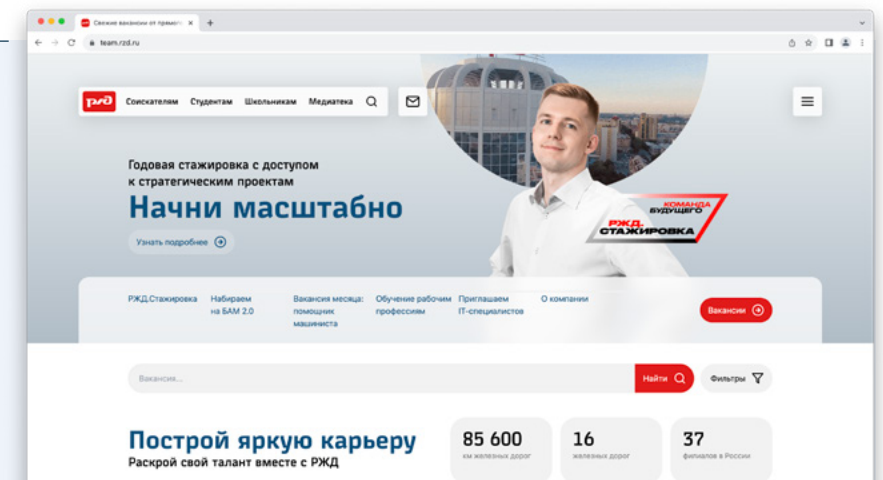 Свежие вакансии от прямого
team.rzd.ru
ржд
Соискателям Студентам Школьникам Медиатека
Годовая стажировка с доступом
к стратегическим проектам
Начни масштабно
Узнать подробнее
КОМАНДА
БУДУЩЕГО
РЖД.
СТАЖИРОВКА
РЖД.Стажировка
Набираем
на БАМ 2.0
Вакансия месяца:
помощник
машиниста
Обучение рабочим
профессиям
Приглашаем
IT-специалистов
О компании
Вакансии
Вакансия...
Найти
Фильтры
Построй яркую карьеру
Раскрой свой талант вместе с РЖД
85 600
км железных дорог
16
железных дорог
37
филиалов в России